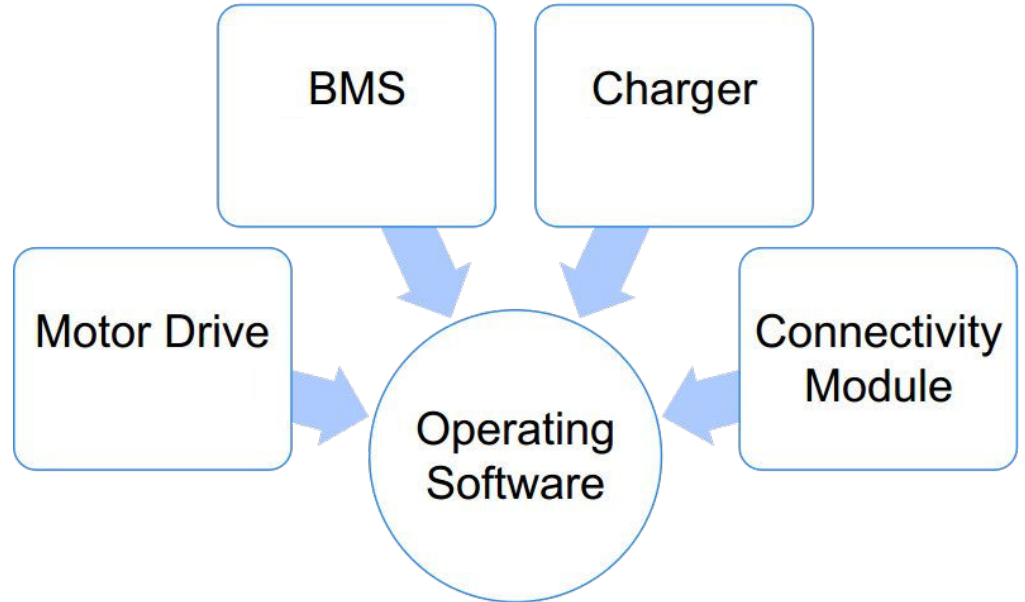 BMS
Charger
Motor Drive
Connectivity
Module
Operating
Software